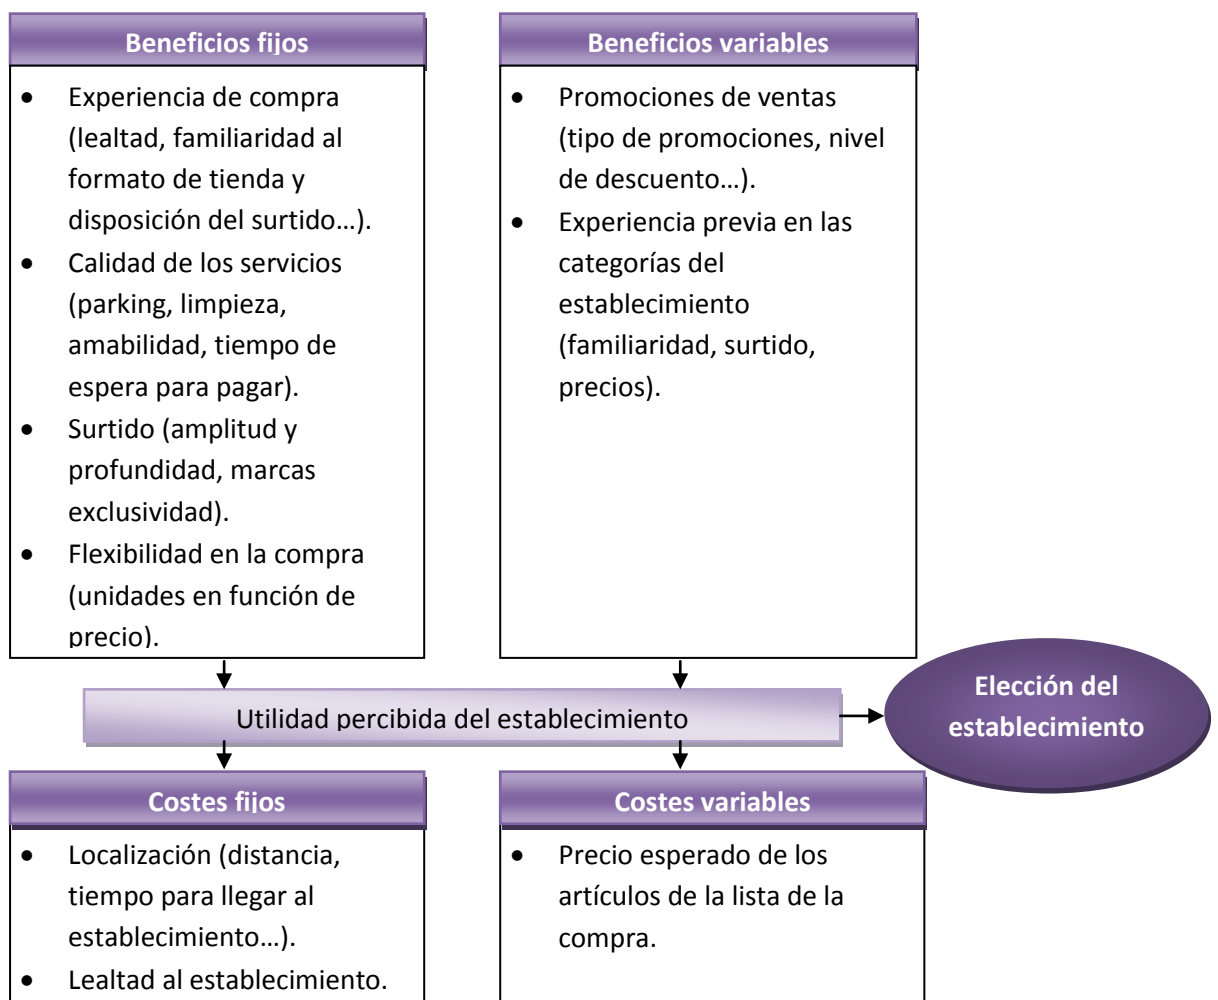 Beneficios fijos
• Experiencia de compra
(lealtad, familiaridad al
formato de tienda y
disposición del surtido…).
• Calidad de los servicios
(parking, limpieza,
amabilidad, tiempo de
espera para pagar).
• Surtido (amplitud y
profundidad, marcas
exclusividad).
• Flexibilidad en la compra
(unidades en función de
precio).
Beneficios variables
• Promociones de ventas
(tipo de promociones, nivel
de descuento…).
• Experiencia previa en las
categorías del
establecimiento
(familiaridad, surtido,
precios).
Utilidad percibida del establecimiento
Elección del
establecimiento
Costes fijos
• Localización (distancia,
tiempo para llegar al
establecimiento…).
• Lealtad al establecimiento.
Costes variables
• Precio esperado de los
artículos de la lista de la
compra.